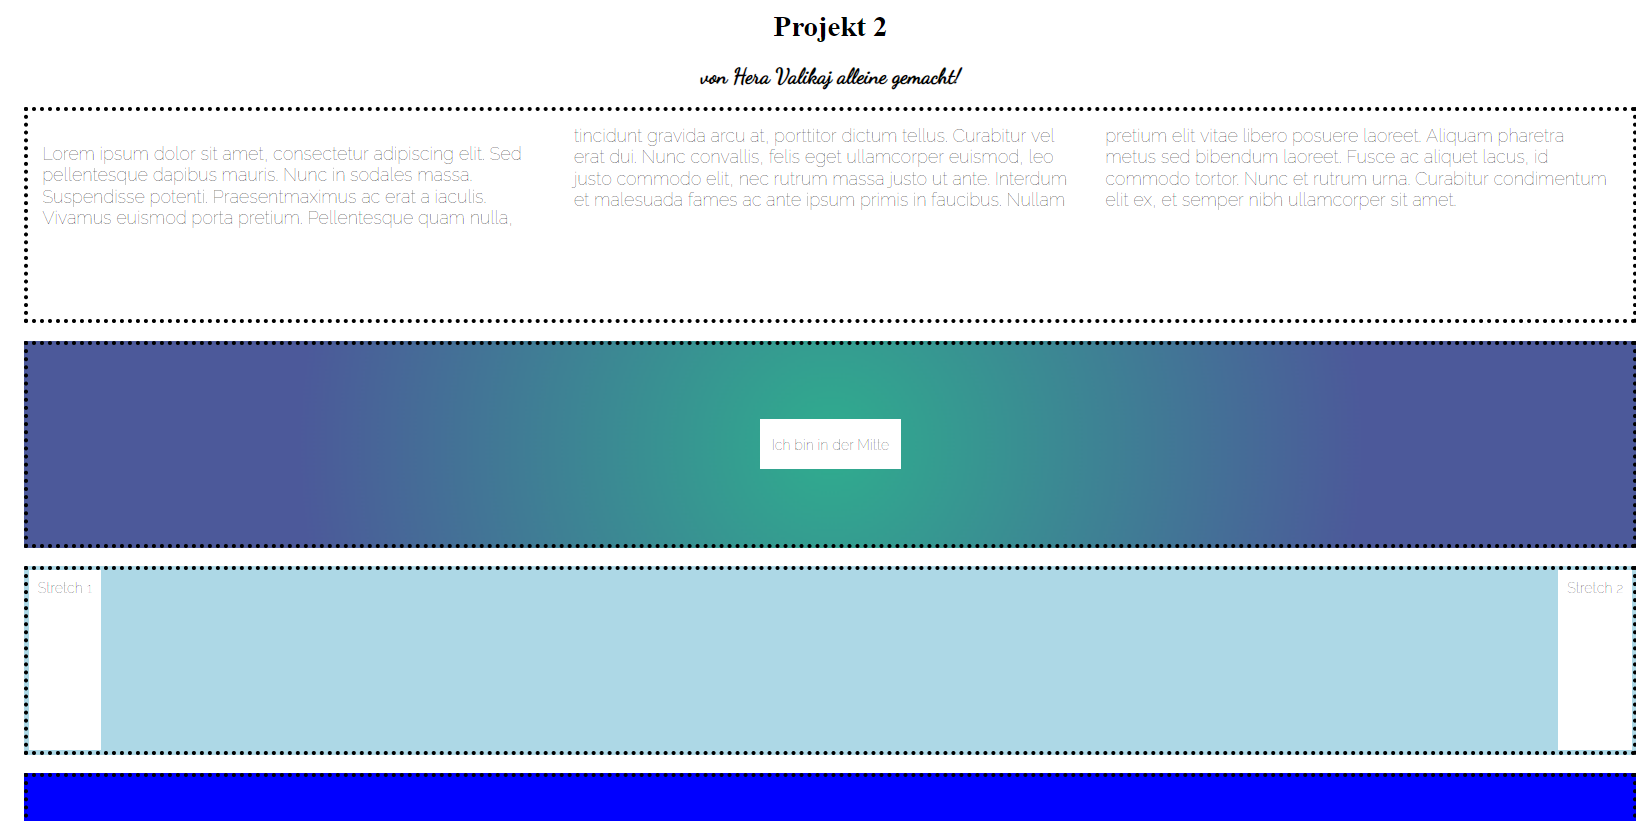 Projekt 2
von Hera Valikaj alleine gemacht!
Lorem ipsum dolor sit amet, consectetur adipiscing elit. Sed
pellentesque dapibus mauris. Nunc in sodales massa.
Suspendisse potenti. Praesentmaximus ac erat a iaculis.
Vivamus euismod porta pretium. Pellentesque quam nulla,
tincidunt gravida arcu at, porttitor dictum tellus. Curabitur vel
erat dui. Nunc convallis, felis eget ullamcorper euismod, leo
justo commodo elit, nec rutrum massa justo ut ante. Interdum
et malesuada fames ac ante ipsum primis in faucibus. Nullam
pretium elit vitae libero posuere laoreet. Aliquam pharetra
metus sed bibendum laoreet. Fusce ac aliquet lacus, id
commodo tortor. Nunc et rutrum urna. Curabitur condimentum
elit ex, et semper nibh ullamcorper sit amet.
Ich bin in der Mitte
Stretch 1
Stretch 2